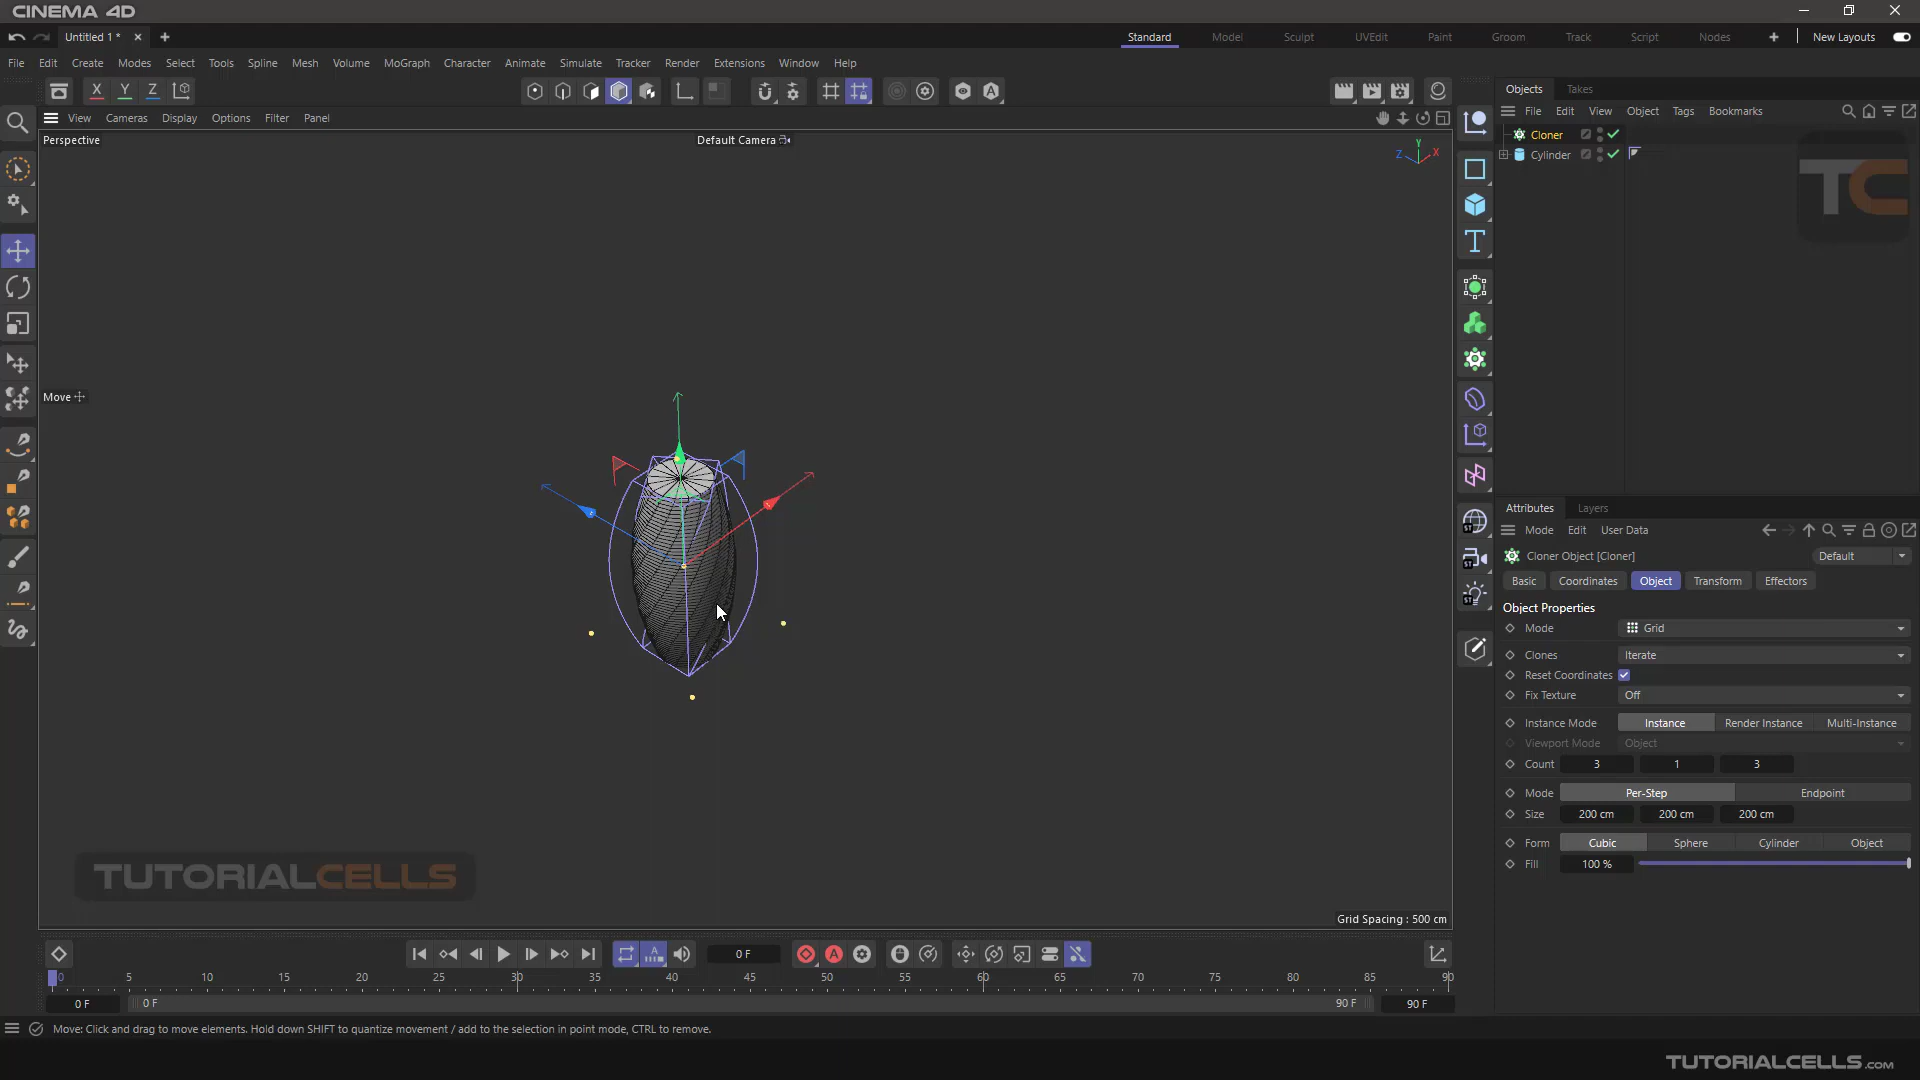 CINEMA 4D
Untitled 1 *
Standard
Model
Sculpt
UVEdit
Paint
Groom
Track
Script
Nodes
New Layouts
File Edit Create Modes Select Tools Spline Mesh Volume MoGraph Character Animate Simulate Tracker Render Extensions Window Help
X Y Z
View Cameras Display Options Filter Panel
Perspective
Default Camera
Y
Z X
Move
Objects Takes
File Edit View Object Tags Bookmarks
Cloner
Cylinder
TC
Attributes Layers
Mode Edit User Data
Cloner Object [Cloner]
Default
Basic Coordinates Object Transform Effectors
Object Properties
Mode Grid
Clones Iterate
Reset Coordinates
Fix Texture Off
Instance Mode Instance Render Instance Multi-Instance
Viewport Mode Object
Count 3 1 3
Mode Per-Step Endpoint
Size 200 cm 200 cm 200 cm
Form Cubic Sphere Cylinder Object
Fill 100 %
TUTORIALCELLS
Grid Spacing : 500 cm
0 F
0 5 10 15 20 25 30 35 40 45 50 55 60 65 70 75 80 85 90
0 F 0 F 90 F 90 F
Move: Click and drag to move elements. Hold down SHIFT to quantize movement / add to the selection in point mode, CTRL to remove.
TUTORIALCELLS.com